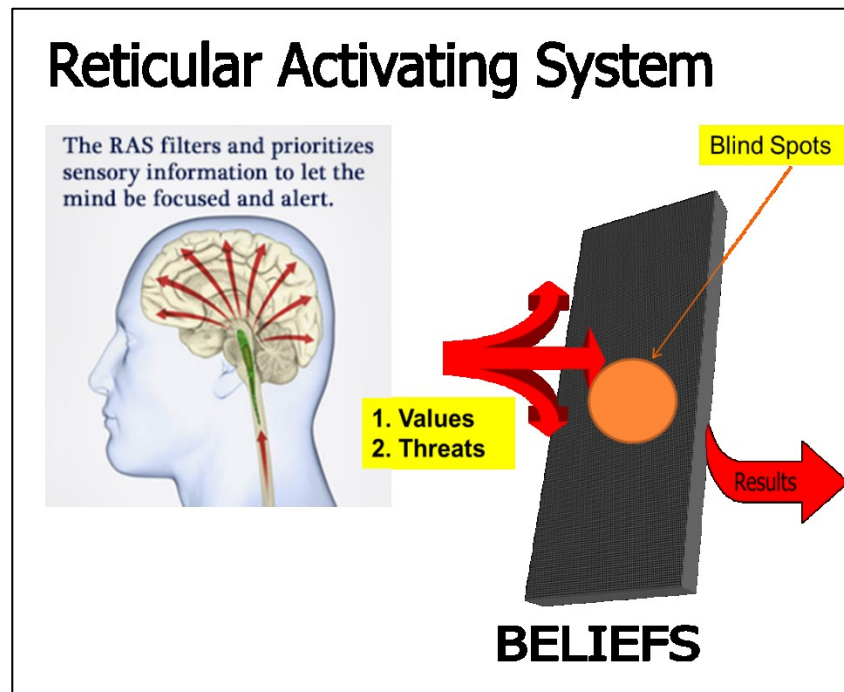 Reticular Activating System
The RAS filters and prioritizes
sensory information to let the
mind be focused and alert.
Blind Spots
1. Values
2. Threats
Results
BELIEFS